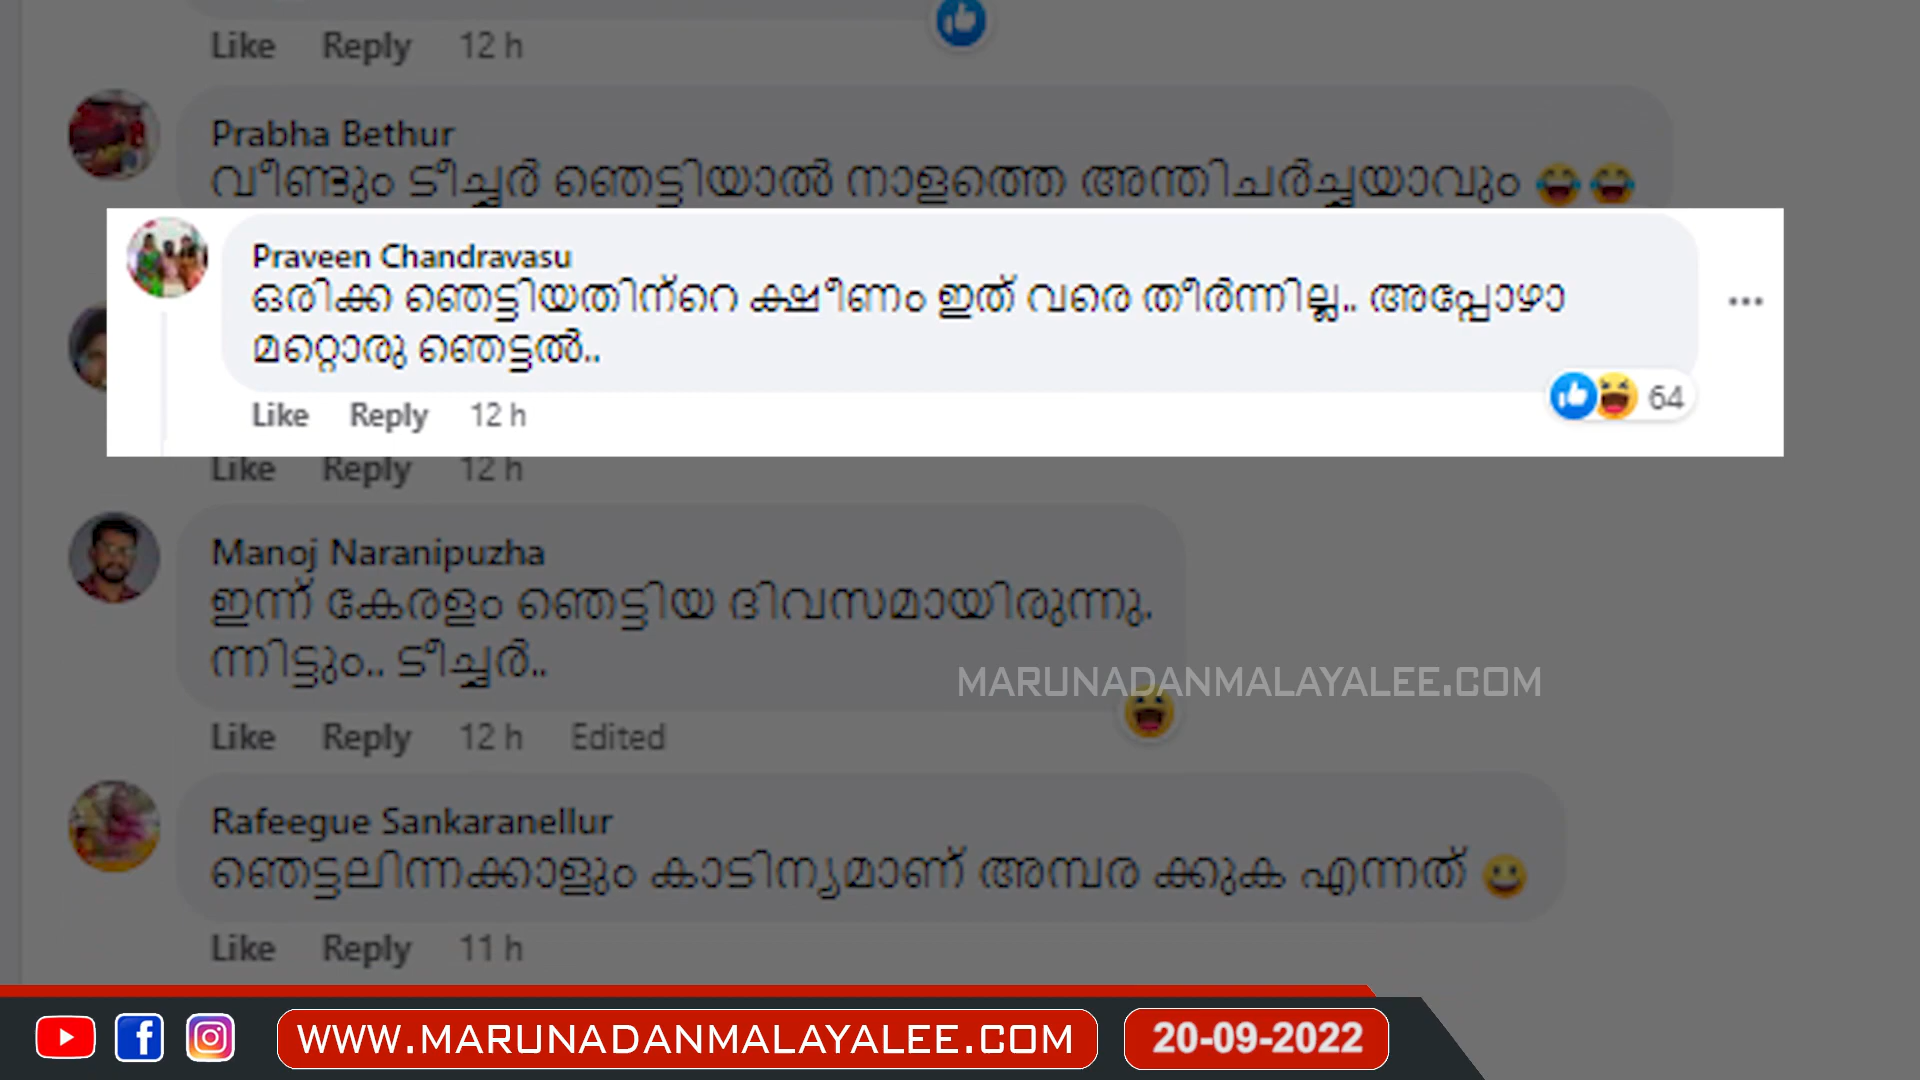 Like Reply 12 h
Prabha Bethur
വീണ്ടും ടീച്ചർ ഞെട്ടിയാൽ നാളത്തെ അന്തിചർച്ചയാവും 😂😂
Praveen Chandravasu
ഒരിക്ക ഞെട്ടിയതിന്റെ ക്ഷീണം ഇത് വരെ തീർന്നില്ല.. അപ്പോഴാ
മറ്റൊരു ഞെട്ടൽ..
64
Like Reply 12 h
Like Reply 12 h
Manoj Naranipuzha
ഇന്ന് കേരളം ഞെട്ടിയ ദിവസമായിരുന്നു.
ന്നിട്ടും.. ടീച്ചർ..
MARUNADANMALAYALEE.COM
Like Reply 12 h Edited
Rafeegue Sankaranellur
ഞെട്ടലിന്നക്കാളും കാടിന്യമാണ് അമ്പര ക്കുക എന്നത് 😀
Like Reply 11 h
WWW.MARUNADANMALAYALEE.COM 20-09-2022